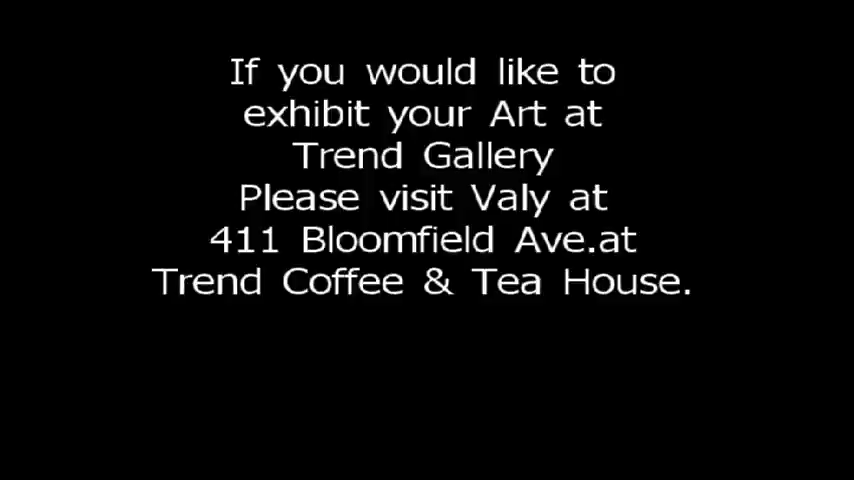 If you would like to
exhibit your Art at
Trend Gallery
Please visit Valy at
411 Bloomfield Ave.at
Trend Coffee & Tea House.